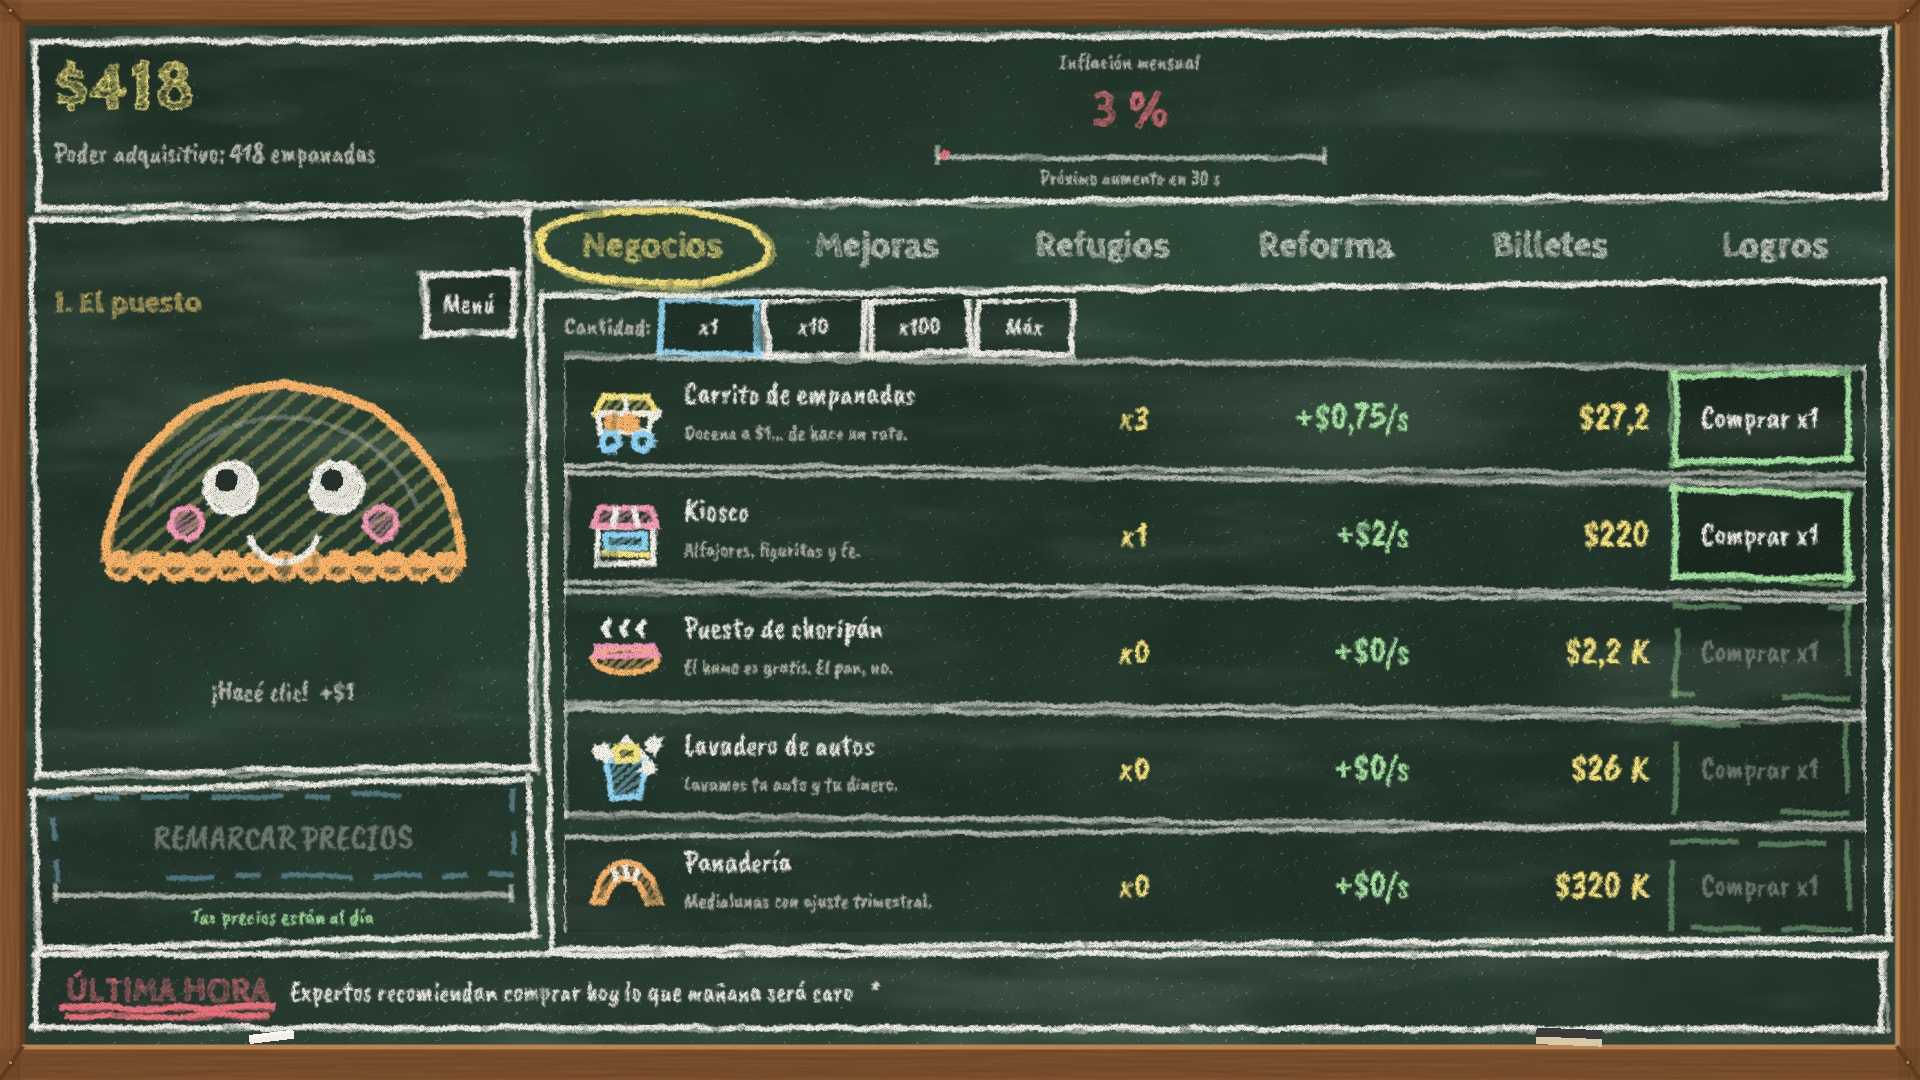 $418
Poder adquisitivo: 418 empanadas
Inflación mensual
3 %
Próximo aumento en 30 s
I. El puesto
Menú
¡Hacé clic! +$1
REMARCAR PRECIOS
Tus precios están al día
Negocios Mejoras Refugios Reforma Billetes Logros
Cantidad: x1 x10 x100 Máx
Carrito de empanadas
Docena a $1... de hace un rato.
x3 +$0,75/s $27,2 Comprar x1
Kiosco
Alfajores, figuritas y fe.
x1 +$2/s $220 Comprar x1
Puesto de choripán
El humo es gratis. El pan, no.
x0 +$0/s $2,2 K Comprar x1
Lavadero de autos
Lavamos tu auto y tu dinero.
x0 +$0/s $26 K Comprar x1
Panadería
Medialunas con ajuste trimestral.
x0 +$0/s $320 K Comprar x1
ÚLTIMA HORA Expertos recomiendan comprar hoy lo que mañana será caro *